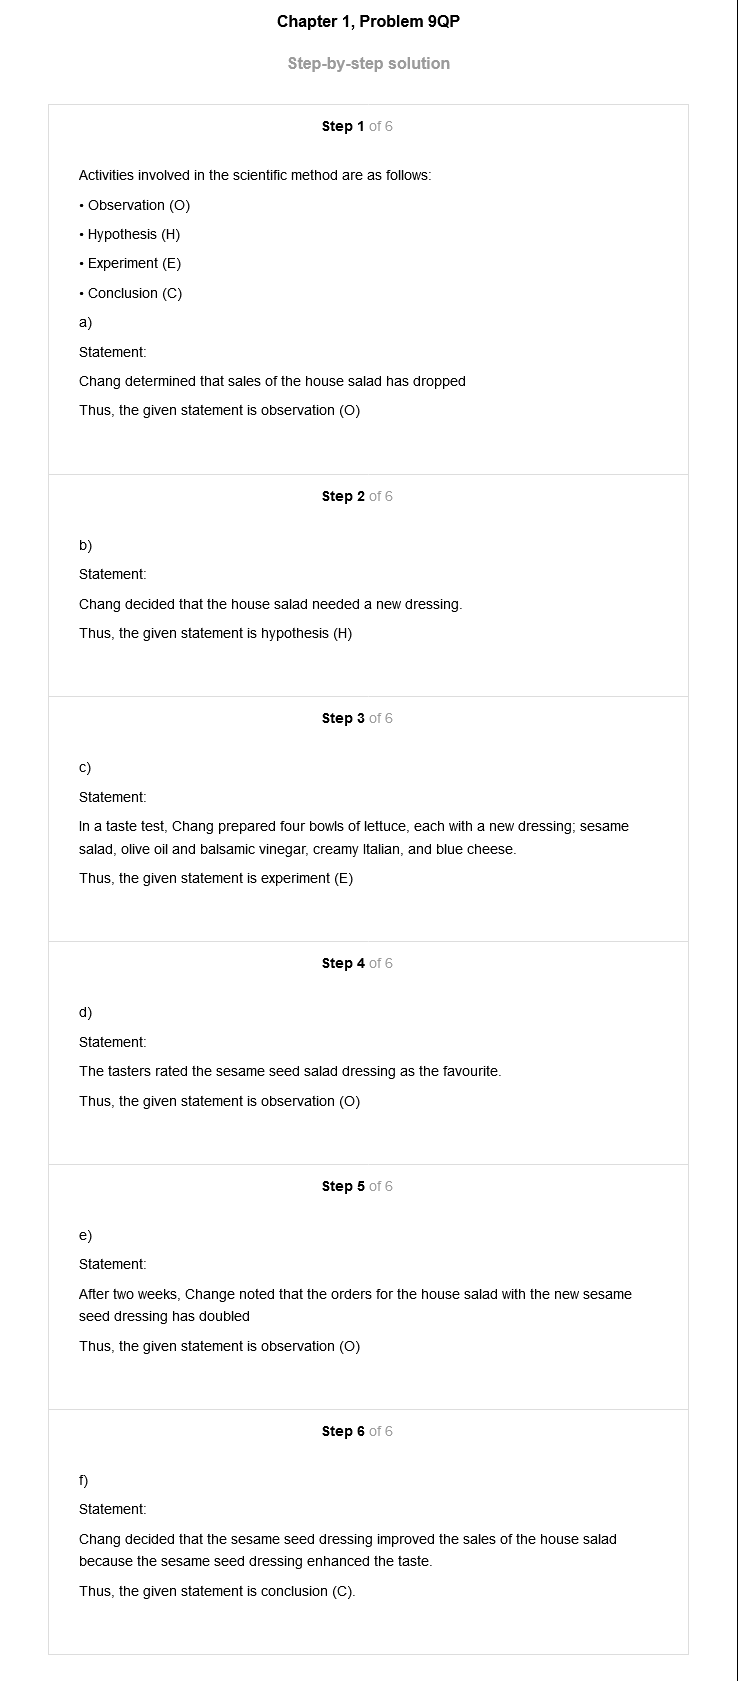 Chapter 1, Problem 9QP
Step-by-step solution
Step 1 of 6
Activities involved in the scientific method are as follows:
• Observation (O)
• Hypothesis (H)
• Experiment (E)
• Conclusion (C)
a)
Statement:
Chang determined that sales of the house salad has dropped
Thus, the given statement is observation (O)
Step 2 of 6
b)
Statement:
Chang decided that the house salad needed a new dressing.
Thus, the given statement is hypothesis (H)
Step 3 of 6
c)
Statement:
In a taste test, Chang prepared four bowls of lettuce, each with a new dressing; sesame
salad, olive oil and balsamic vinegar, creamy Italian, and blue cheese.
Thus, the given statement is experiment (E)
Step 4 of 6
d)
Statement:
The tasters rated the sesame seed salad dressing as the favourite.
Thus, the given statement is observation (O)
Step 5 of 6
e)
Statement:
After two weeks, Change noted that the orders for the house salad with the new sesame
seed dressing has doubled
Thus, the given statement is observation (O)
Step 6 of 6
f)
Statement:
Chang decided that the sesame seed dressing improved the sales of the house salad
because the sesame seed dressing enhanced the taste.
Thus, the given statement is conclusion (C).